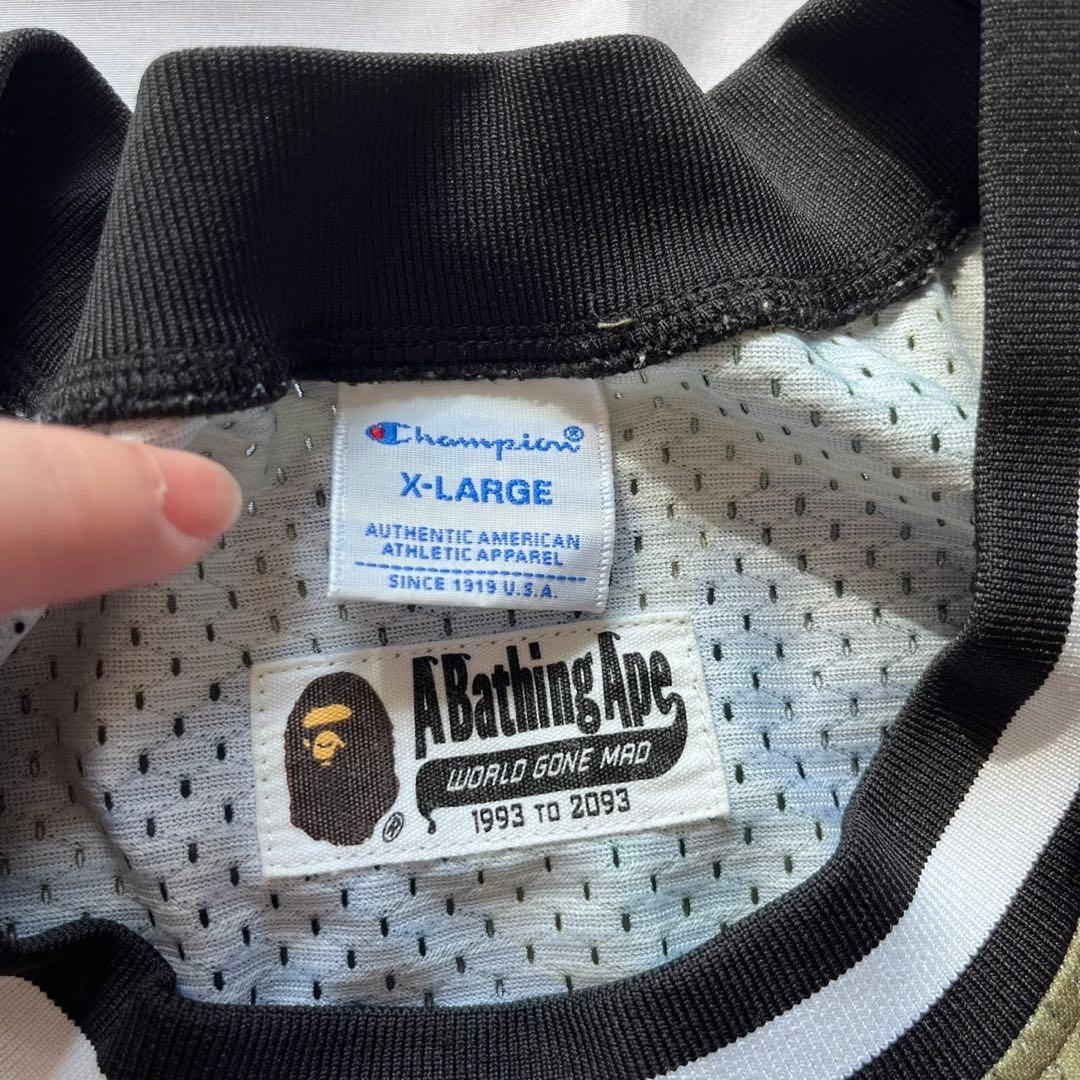 Champion®
X-LARGE
AUTHENTIC AMERICAN
ATHLETIC APPAREL
SINCE 1919 U.S.A.
A Bathing Ape
WORLD GONE MAD
®
1993 TO 2093